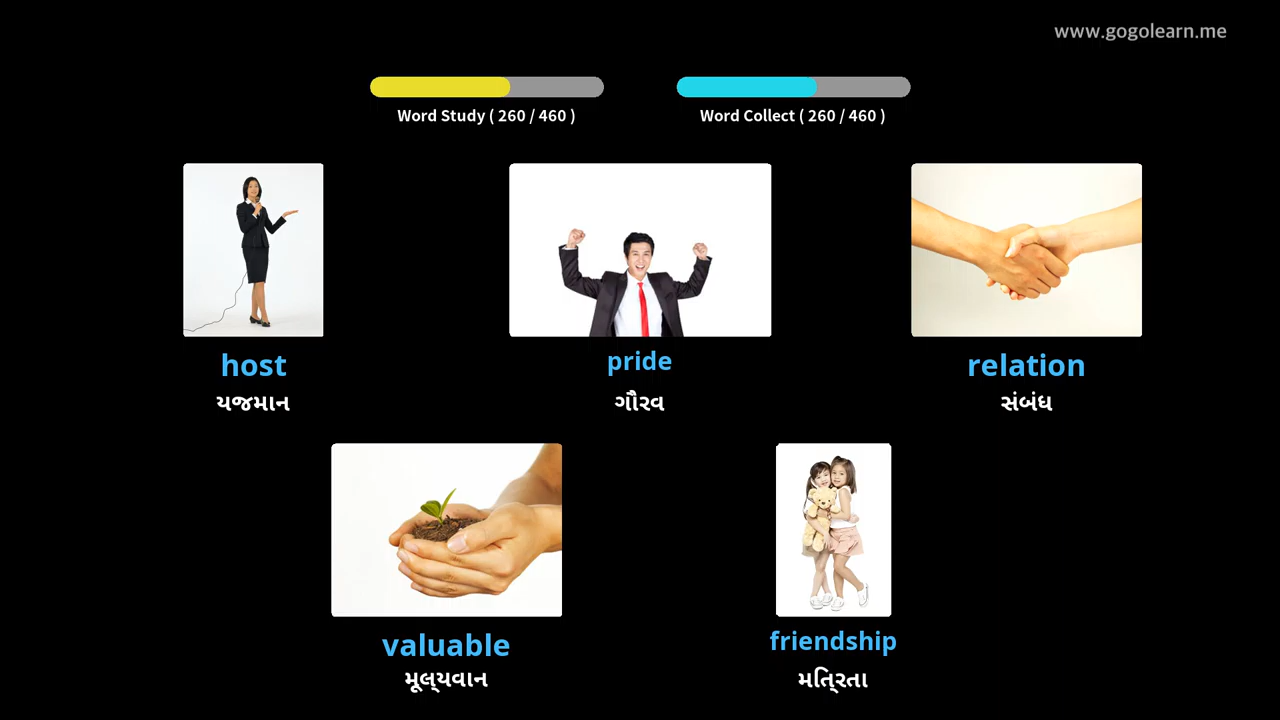 www.gogolearn.me
Word Study ( 260 / 460 )
Word Collect ( 260 / 460 )
host
pride
relation
યજમાન
ગૌરવ
સંબંધ
valuable
friendship
મૂલ્યવાન
મતિ્રતા